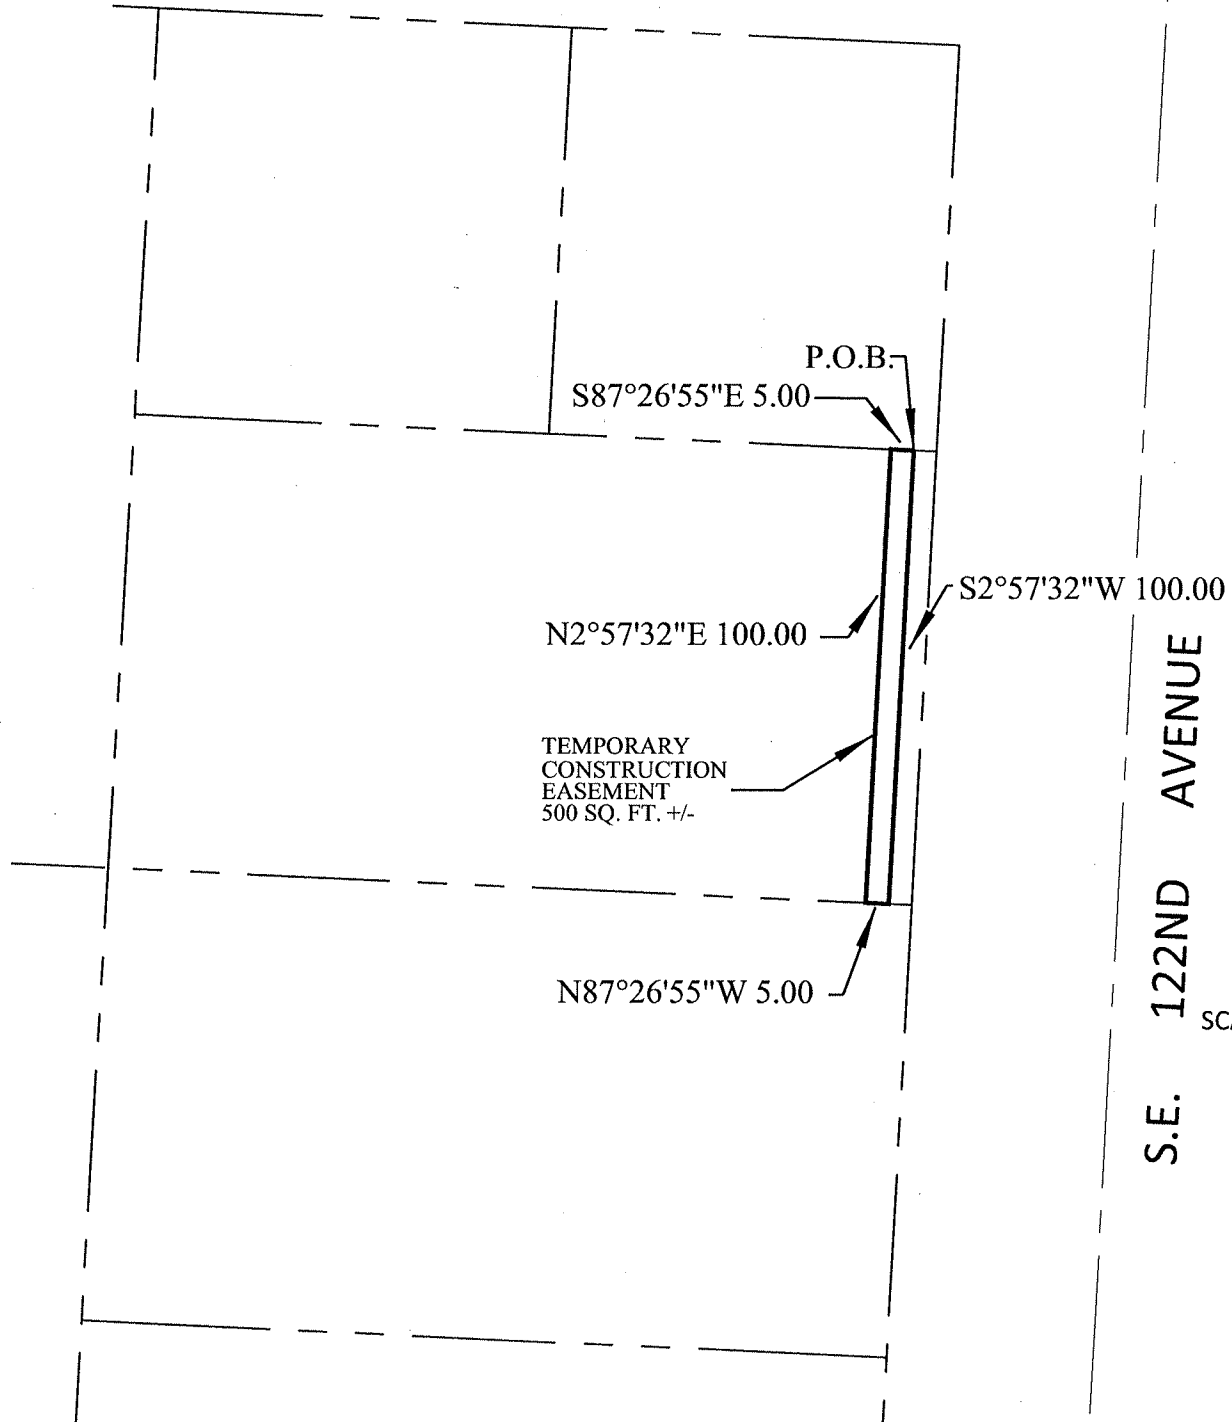 P.O.B.
S87°26'55"E 5.00
S2°57'32"W 100.00
N2°57'32"E 100.00
TEMPORARY
CONSTRUCTION
EASEMENT
500 SQ. FT. +/-
N87°26'55"W 5.00
S.E. 122ND AVENUE